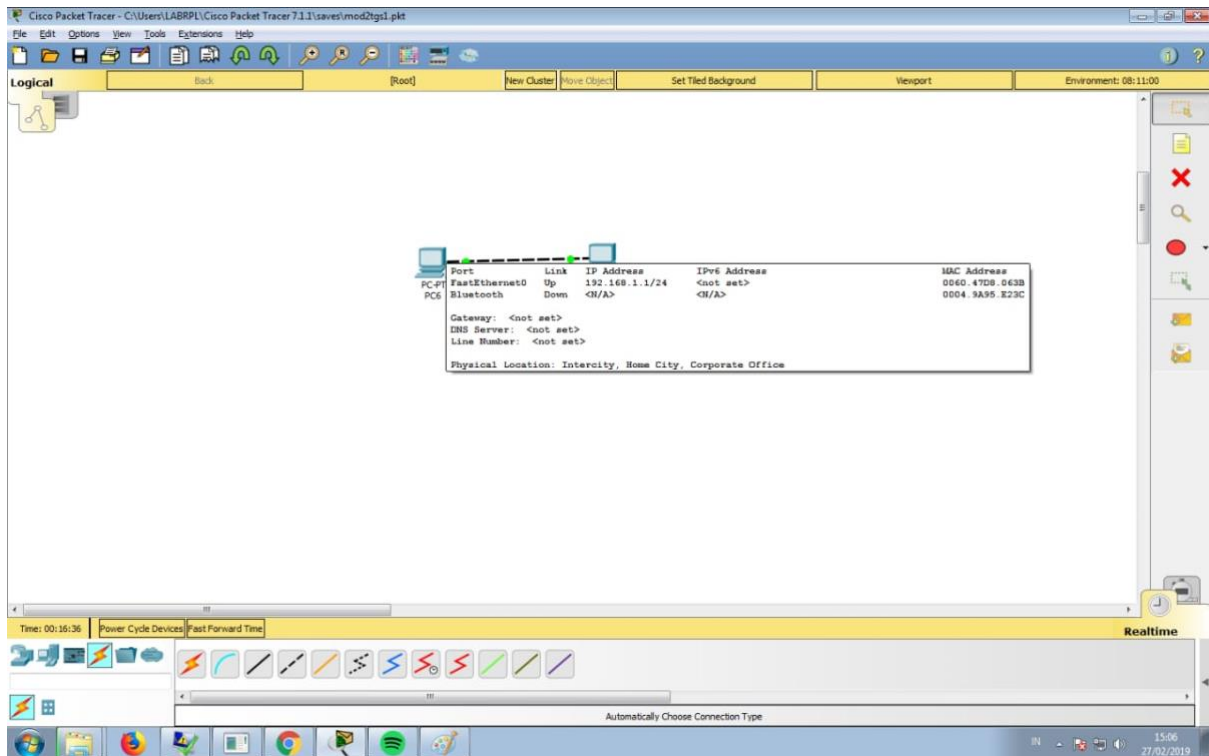 Cisco Packet Tracer - C:\Users\LABRPL\Cisco Packet Tracer 7.1.1\saves\mod2tgs1.pkt
File Edit Options View Tools Extensions Help
Logical Back [Root] New Cluster Move Object Set Tiled Background Viewport Environment: 08:11:00
PC-PT
PC6
Port Link IP Address IPv6 Address MAC Address
FastEthernet0 Up 192.168.1.1/24 <not set> 0060.47D8.063B
Bluetooth Down <N/A> <N/A> 0004.9A95.E23C
Gateway: <not set>
DNS Server: <not set>
Line Number: <not set>
Physical Location: Intercity, Home City, Corporate Office
Time: 00:16:36 Power Cycle Devices Fast Forward Time Realtime
Automatically Choose Connection Type
IN 15:06
27/02/2019